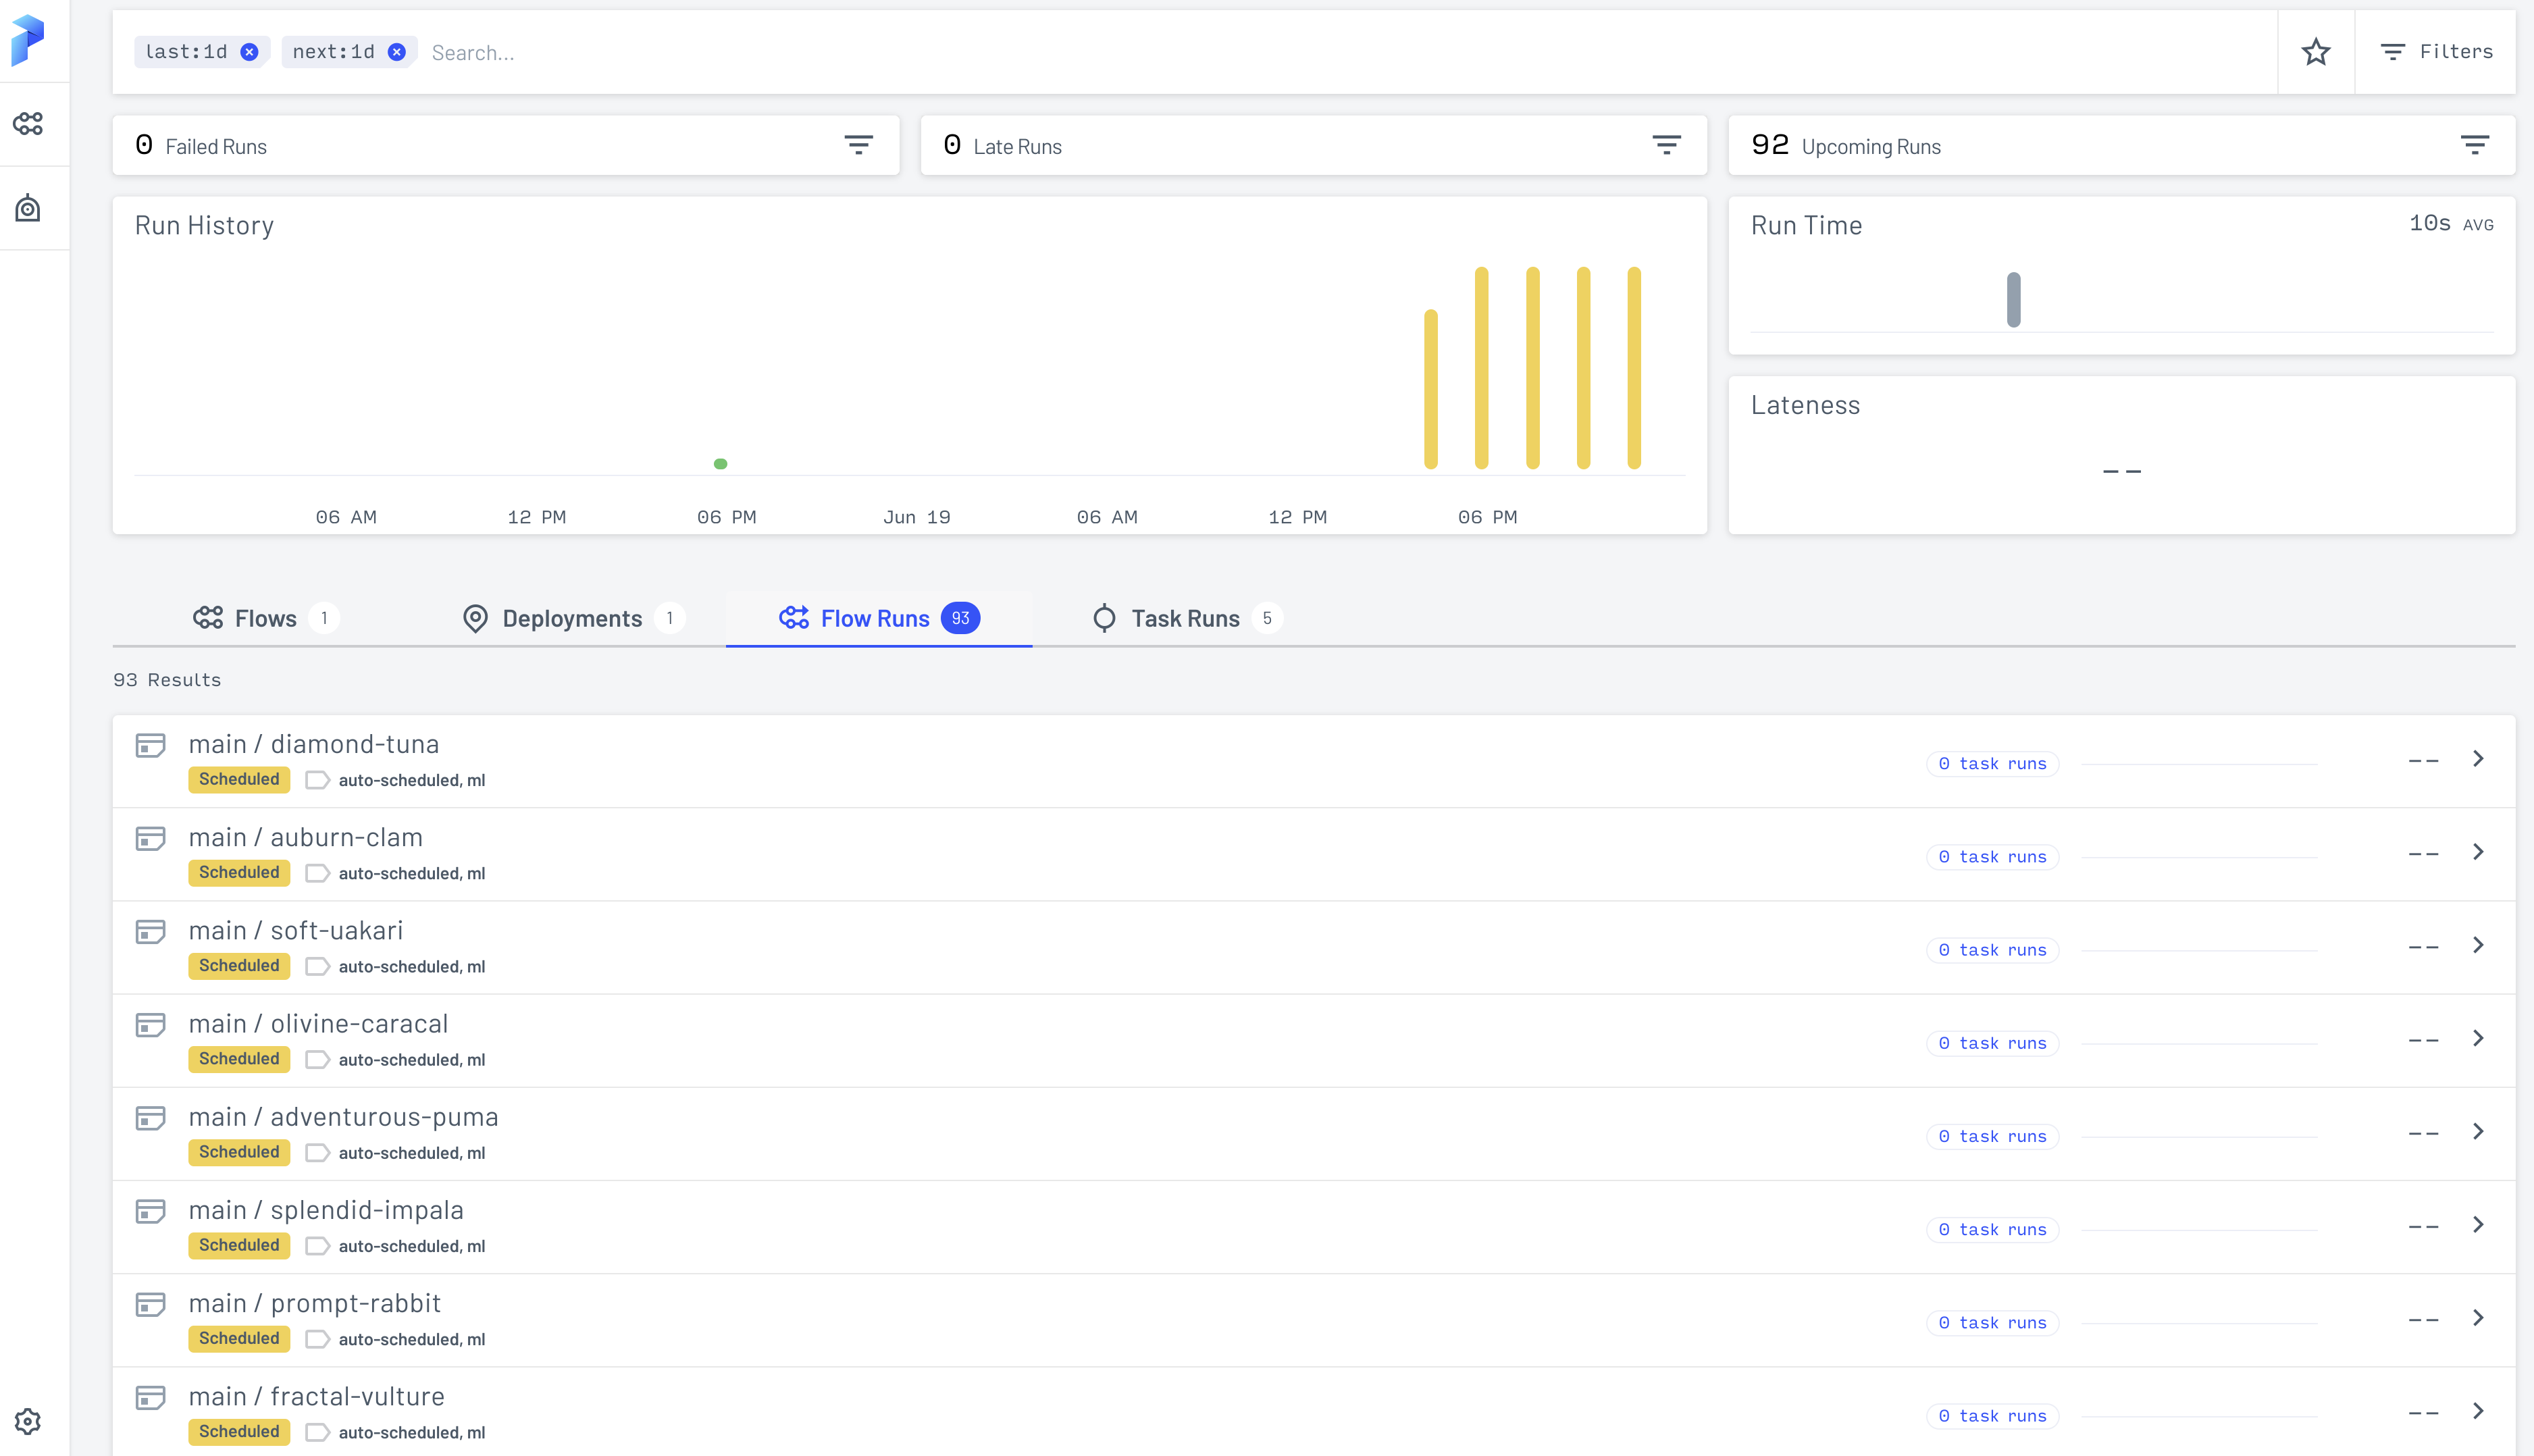 last:1d next:1d Search... Filters
0 Failed Runs
0 Late Runs
92 Upcoming Runs
Run History
06 AM 12 PM 06 PM Jun 19 06 AM 12 PM 06 PM
Run Time 10s AVG
Lateness
--
Flows 1 Deployments 1 Flow Runs 93 Task Runs 5
93 Results
main / diamond-tuna
Scheduled auto-scheduled, ml 0 task runs --
main / auburn-clam
Scheduled auto-scheduled, ml 0 task runs --
main / soft-uakari
Scheduled auto-scheduled, ml 0 task runs --
main / olivine-caracal
Scheduled auto-scheduled, ml 0 task runs --
main / adventurous-puma
Scheduled auto-scheduled, ml 0 task runs --
main / splendid-impala
Scheduled auto-scheduled, ml 0 task runs --
main / prompt-rabbit
Scheduled auto-scheduled, ml 0 task runs --
main / fractal-vulture
Scheduled auto-scheduled, ml 0 task runs --